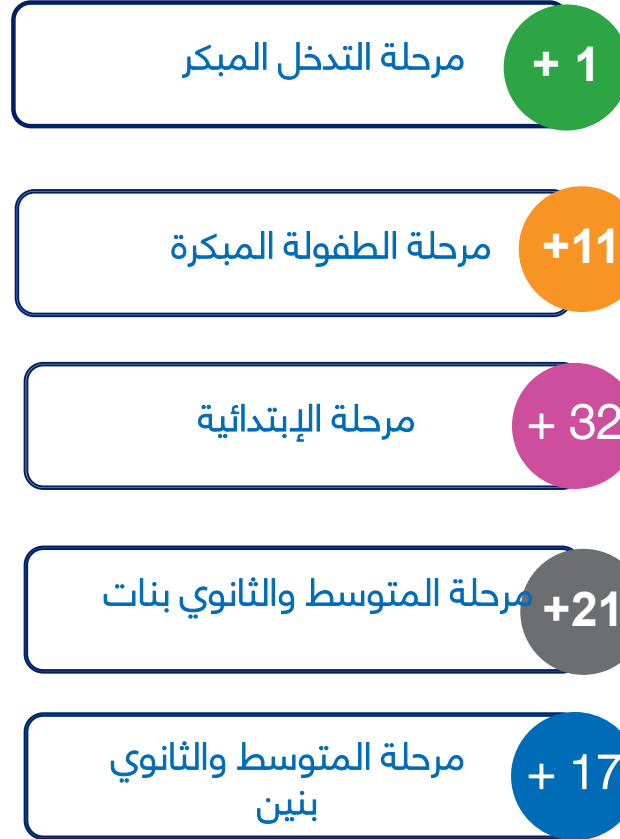 مرحلة التدخل المبكر
+ 1
مرحلة الطفولة المبكرة
+11
مرحلة الإبتدائية
+ 32
مرحلة المتوسط والثانوي بنات
+21
مرحلة المتوسط والثانوي
بنين
+ 17